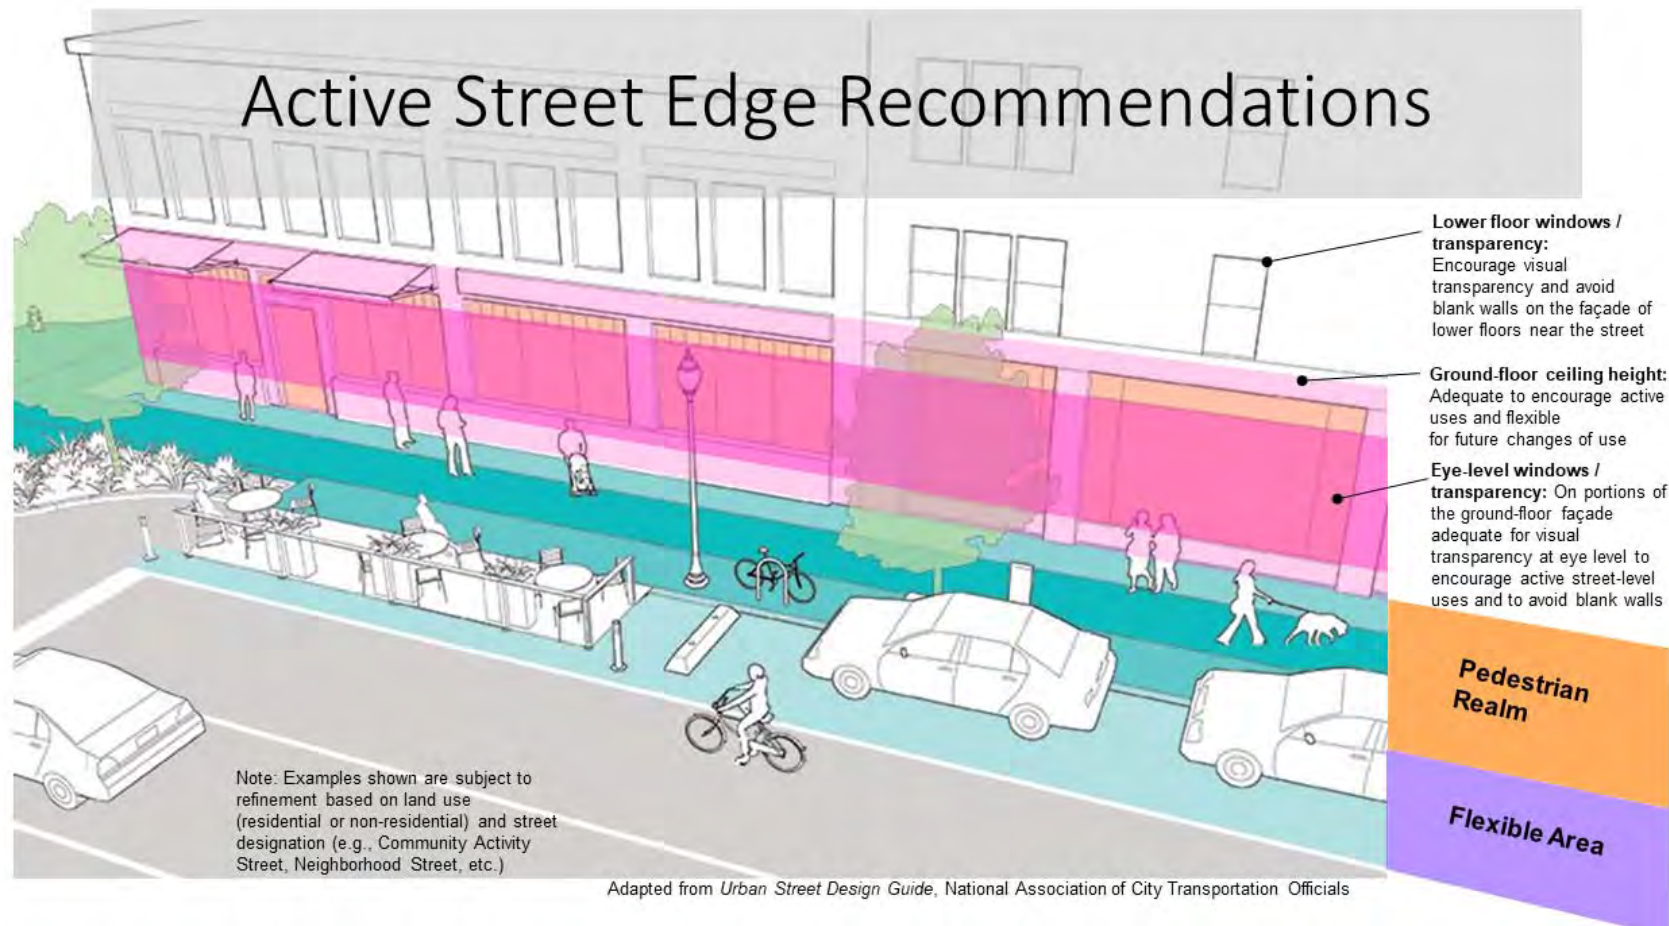 Active Street Edge Recommendations
Lower floor windows /
transparency:
Encourage visual
transparency and avoid
blank walls on the façade of
lower floors near the street
Ground-floor ceiling height:
Adequate to encourage active
uses and flexible
for future changes of use
Eye-level windows /
transparency: On portions of
the ground-floor façade
adequate for visual
transparency at eye level to
encourage active street-level
uses and to avoid blank walls
Pedestrian
Realm
Flexible Area
Note: Examples shown are subject to
refinement based on land use
(residential or non-residential) and street
designation (e.g., Community Activity
Street, Neighborhood Street, etc.)
Adapted from Urban Street Design Guide, National Association of City Transportation Officials